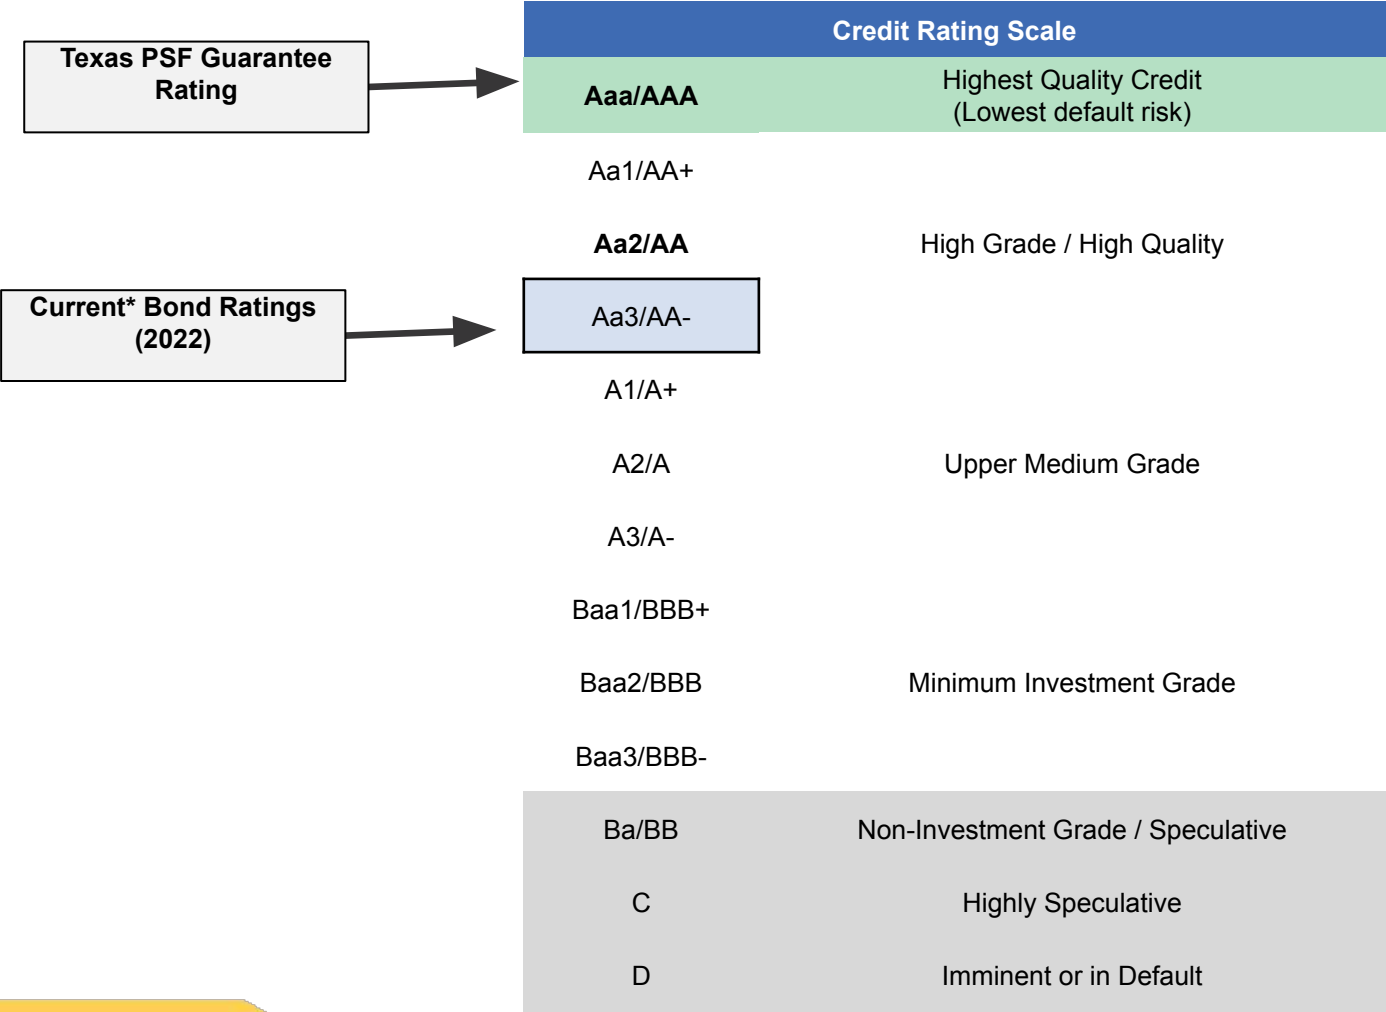 Credit Rating Scale
Texas PSF Guarantee
Rating
Aaa/AAA
Highest Quality Credit
(Lowest default risk)
Aa1/AA+
Aa2/AA
High Grade / High Quality
Current* Bond Ratings
(2022)
Aa3/AA-
A1/A+
A2/A
Upper Medium Grade
A3/A-
Baa1/BBB+
Baa2/BBB
Minimum Investment Grade
Baa3/BBB-
Ba/BB
Non-Investment Grade / Speculative
C
Highly Speculative
D
Imminent or in Default